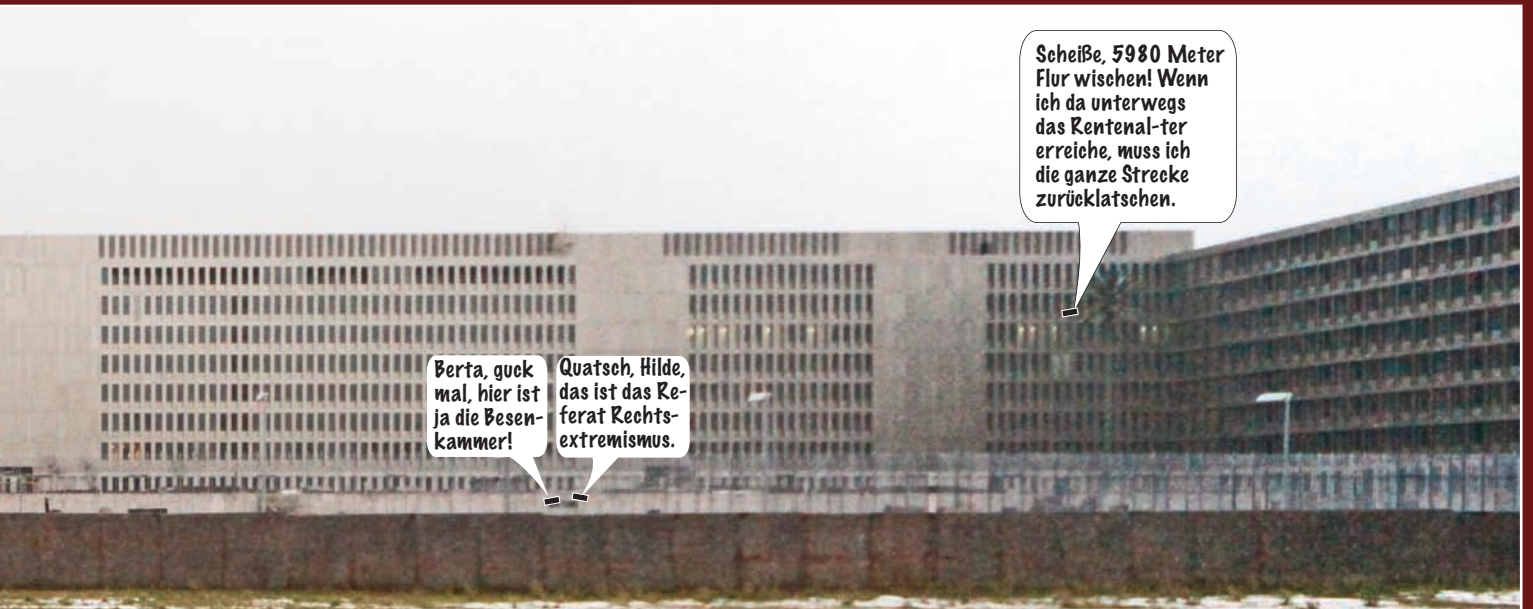 Scheiße, 5980 Meter
Flur wischen! Wenn
ich da unterwegs
das Rentenal-ter
erreiche, muss ich
die ganze Strecke
zurücklatschen.
Berta, guck
mal, hier ist
ja die Besen-
kammer!
Quatsch, Hilde,
das ist das Re-
ferat Rechts-
extremismus.